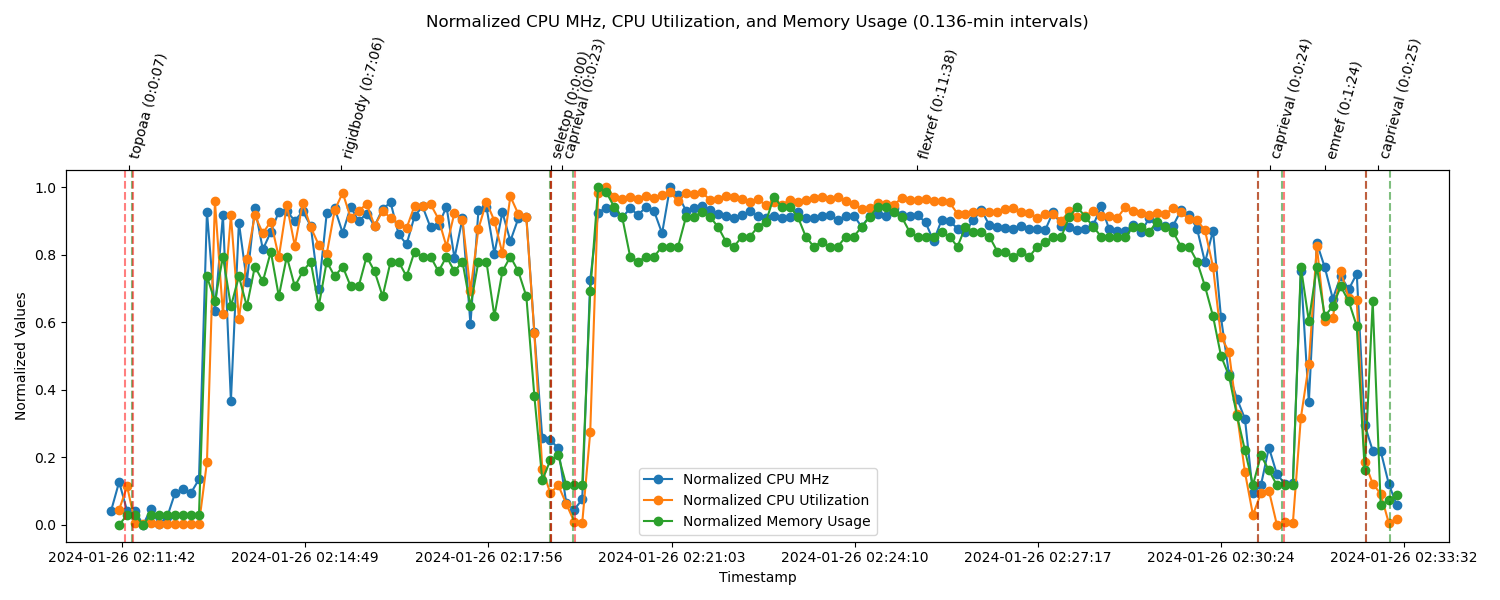 Normalized CPU MHz, CPU Utilization, and Memory Usage (0.136-min intervals)
topoaa (0:0:07)
rigidbody (0:7:06)
seletop (0:0:00)
caprieval (0:0:23)
flexref (0:11:38)
caprieval (0:0:24)
emref (0:1:24)
caprieval (0:0:25)
Normalized Values
1.0
0.8
0.6
0.4
0.2
0.0
Normalized CPU MHz
Normalized CPU Utilization
Normalized Memory Usage
2024-01-26 02:11:42
2024-01-26 02:14:49
2024-01-26 02:17:56
2024-01-26 02:21:03
2024-01-26 02:24:10
2024-01-26 02:27:17
2024-01-26 02:30:24
2024-01-26 02:33:32
Timestamp